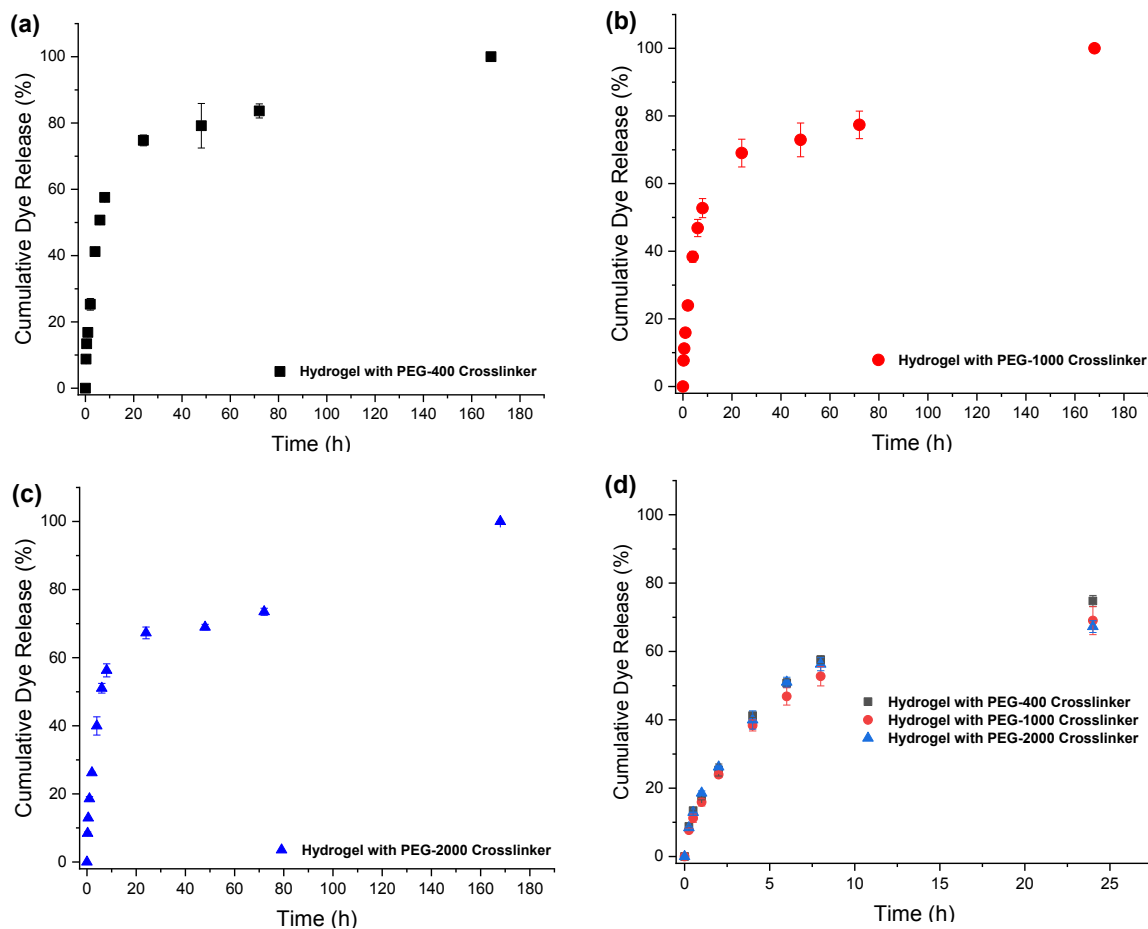 (a)
Cumulative Dye Release (%)
100
80
60
40
20
0
Hydrogel with PEG-400 Crosslinker
0 20 40 60 80 100 120 140 160 180
Time (h)
(b)
Cumulative Dye Release (%)
100
80
60
40
20
0
Hydrogel with PEG-1000 Crosslinker
0 20 40 60 80 100 120 140 160 180
Time (h)
(c)
Cumulative Dye Release (%)
100
80
60
40
20
0
Hydrogel with PEG-2000 Crosslinker
0 20 40 60 80 100 120 140 160 180
Time (h)
(d)
Cumulative Dye Release (%)
100
80
60
40
20
0
Hydrogel with PEG-400 Crosslinker
Hydrogel with PEG-1000 Crosslinker
Hydrogel with PEG-2000 Crosslinker
0 5 10 15 20 25
Time (h)